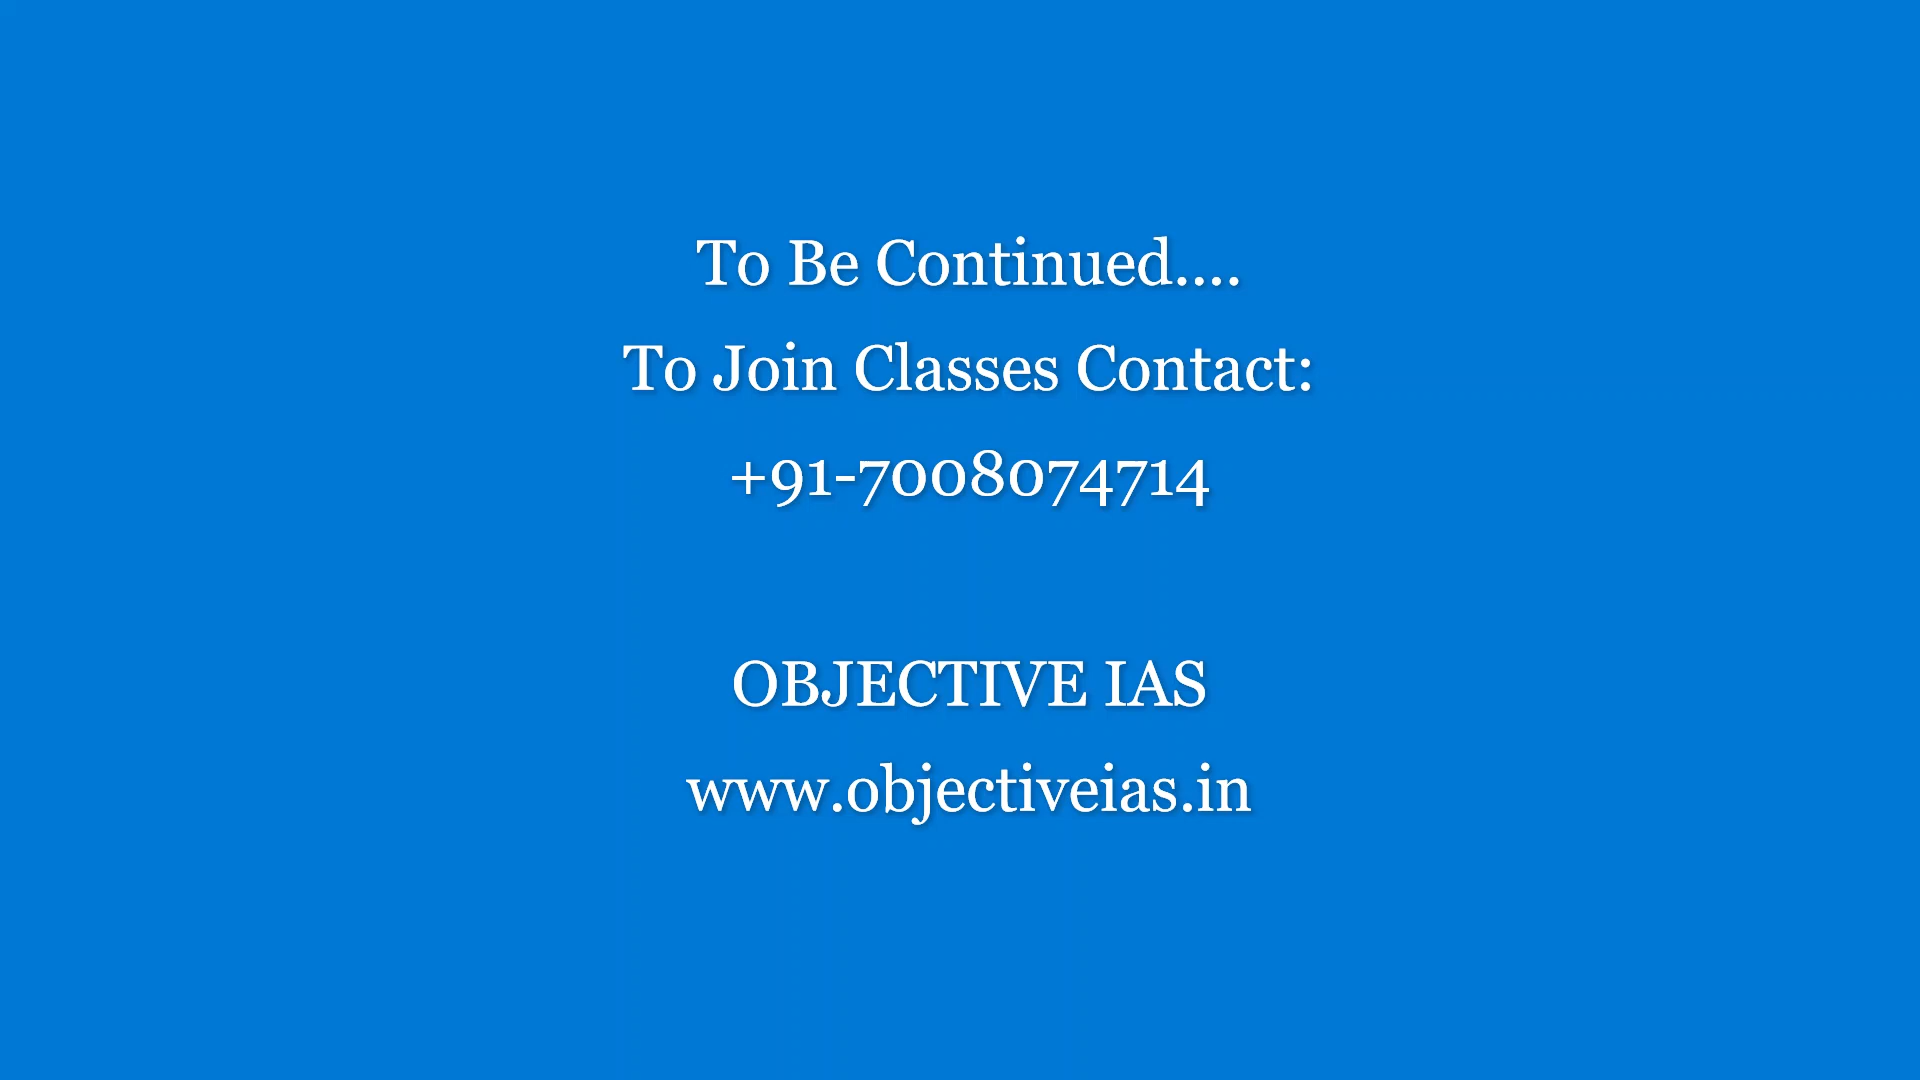 To Be Continued....
To Join Classes Contact:
+91-7008074714
OBJECTIVE IAS
www.objectiveias.in